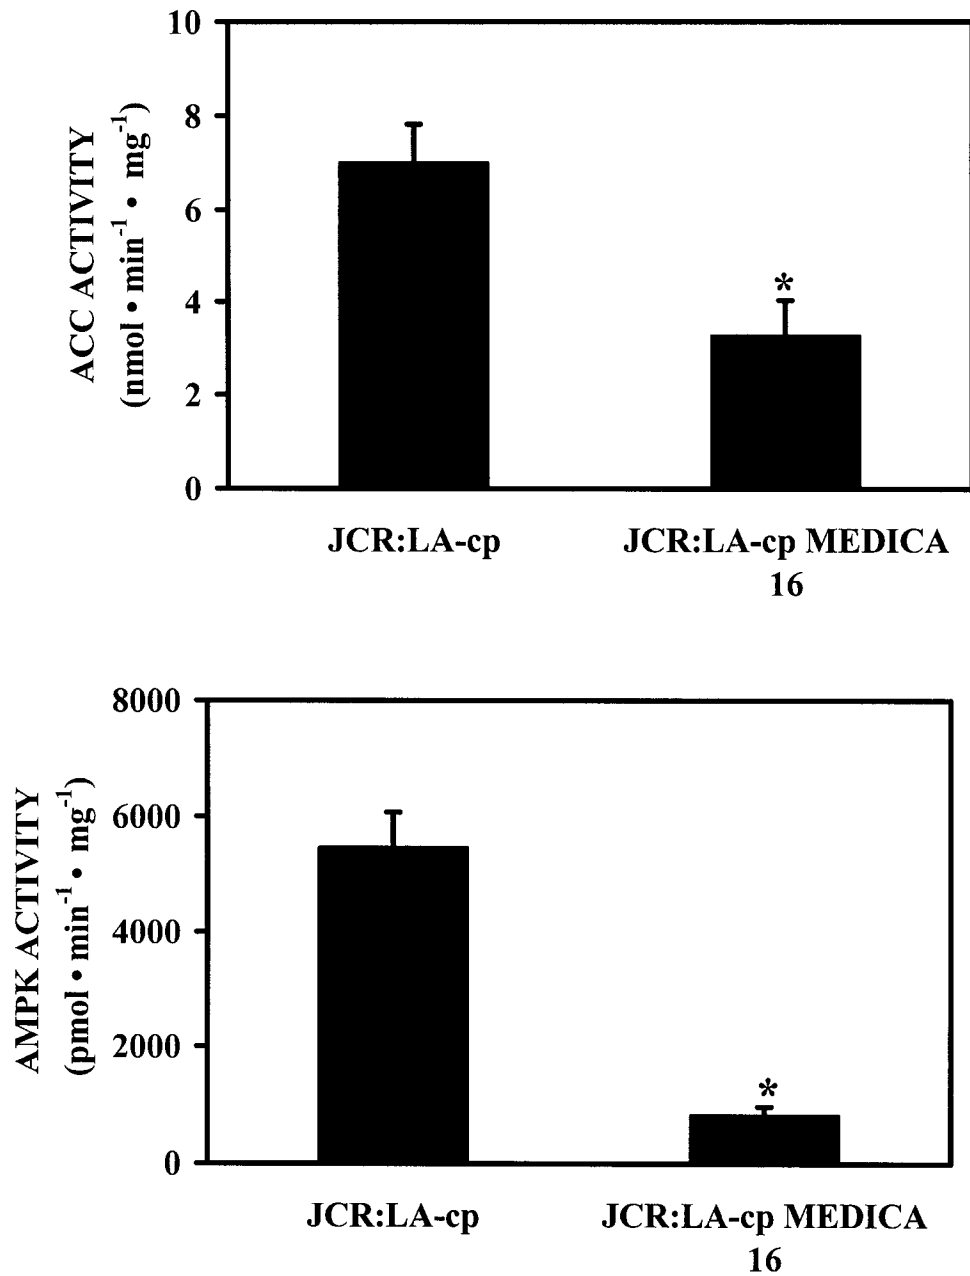 ACC ACTIVITY
(nmol • min⁻¹ • mg⁻¹)
10
8
6
4
2
0
*
JCR:LA-cp
JCR:LA-cp MEDICA
16
AMPK ACTIVITY
(pmol • min⁻¹ • mg⁻¹)
8000
6000
4000
2000
0
*
JCR:LA-cp
JCR:LA-cp MEDICA
16